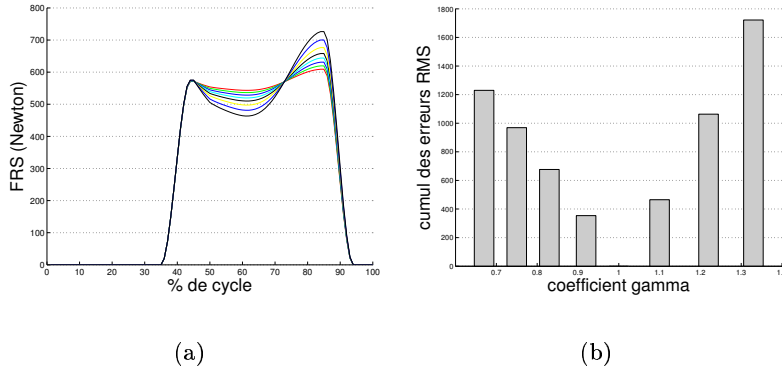 800
700
600
500
400
300
200
100
0
FRS (Newton)
0 10 20 30 40 50 60 70 80 90 100
% de cycle
(a)
1800
1600
1400
1200
1000
800
600
400
200
0
cumul des erreurs RMS
0.7 0.8 0.9 1 1.1 1.2 1.3 1.
coefficient gamma
(b)